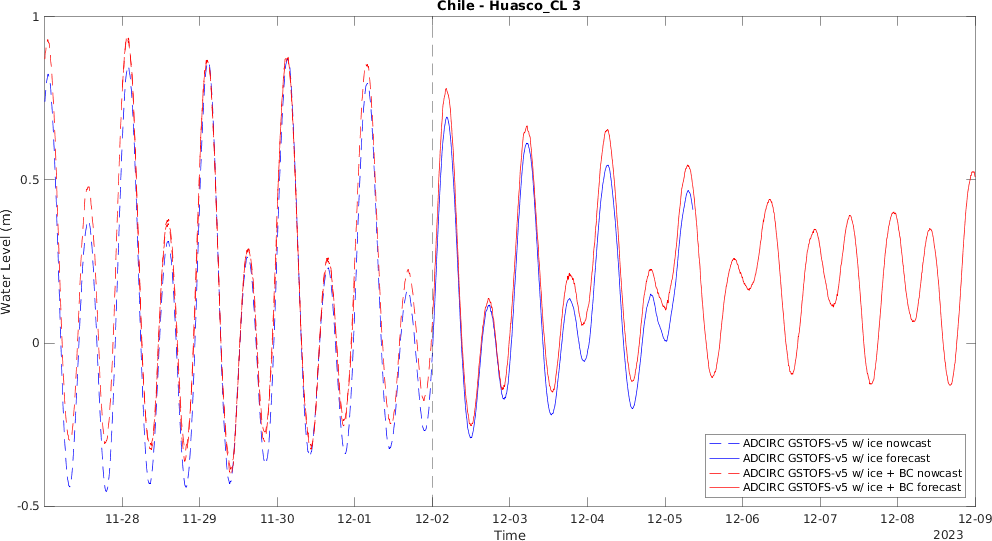 Chile - Huasco_CL 3
Water Level (m)
1
0.5
0
-0.5
11-28
11-29
11-30
12-01
12-02
12-03
12-04
12-05
12-06
12-07
12-08
12-09
Time
2023
ADCIRC GSTOFS-v5 w/ ice nowcast
ADCIRC GSTOFS-v5 w/ ice forecast
ADCIRC GSTOFS-v5 w/ ice + BC nowcast
ADCIRC GSTOFS-v5 w/ ice + BC forecast